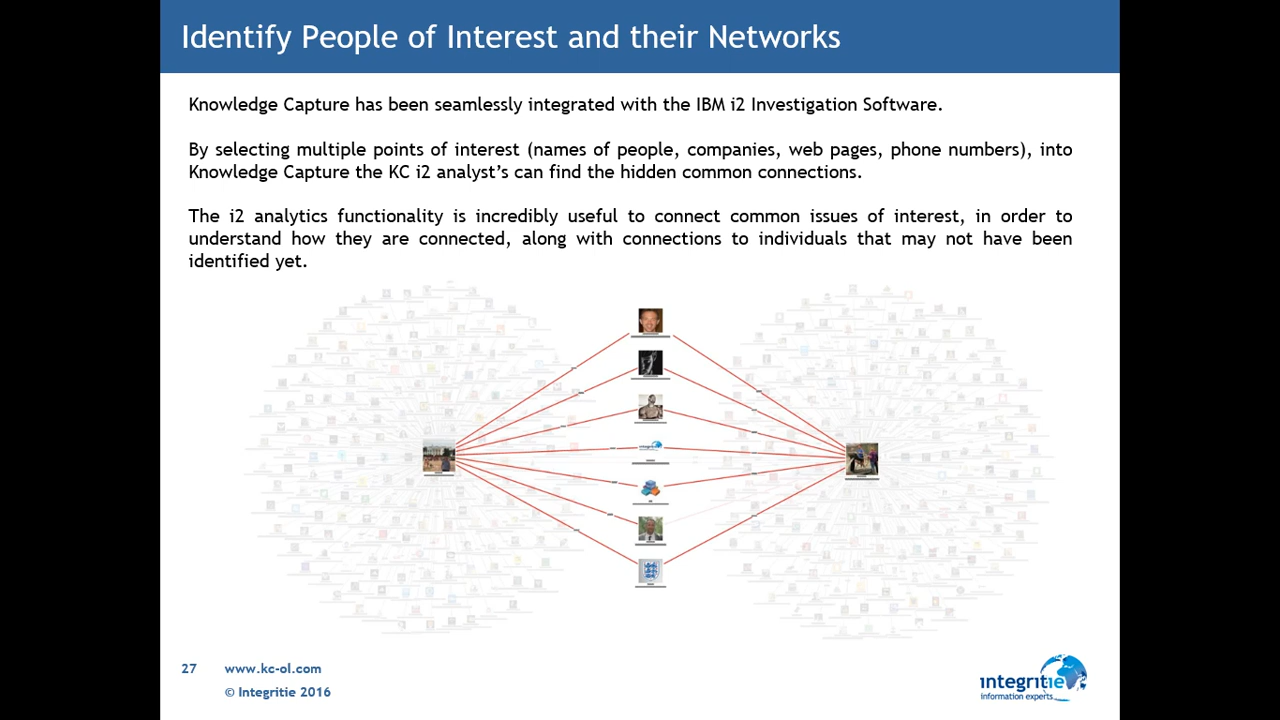 Identify People of Interest and their Networks
Knowledge Capture has been seamlessly integrated with the IBM i2 Investigation Software.
By selecting multiple points of interest (names of people, companies, web pages, phone numbers), into
Knowledge Capture the KC i2 analyst’s can find the hidden common connections.
The i2 analytics functionality is incredibly useful to connect common issues of interest, in order to
understand how they are connected, along with connections to individuals that may not have been
identified yet.
integritie
27
www.kc-ol.com
© Integritie 2016
integritie
information experts